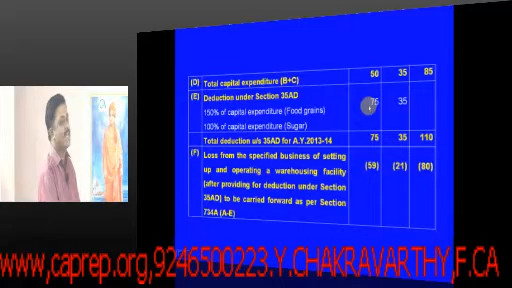 (D) Total capital expenditure (B+C) 50 35 85
(E) Deduction under Section 35AD
150% of capital expenditure (Food grains) 75 35
100% of capital expenditure (Sugar)
Total deduction u/s 35AD for A.Y.2013-14 75 35 110
(F) Loss from the specified business of setting (59) (21) (80)
up and operating a warehousing facility
(after providing for deduction under Section
35AD) to be carried forward as per Section
734A (A-E)
www,caprep.org,9246500223.Y.CHAKRAVARTHY,F.CA